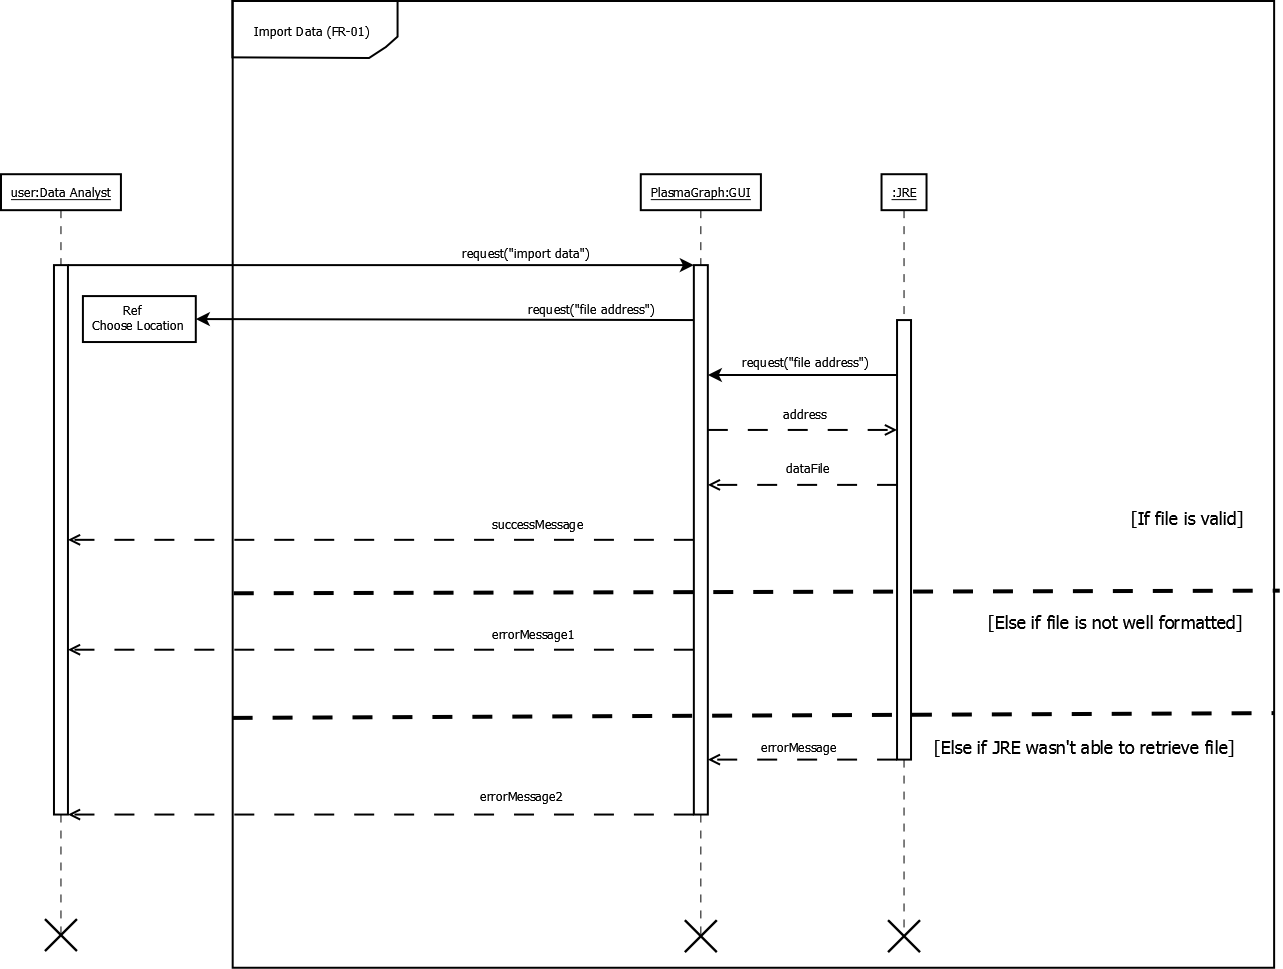 Import Data (FR-01)
user:Data Analyst
PlasmaGraph:GUI
:JRE
request("import data")
Ref
Choose Location
request("file address")
request("file address")
address
dataFile
[If file is valid]
successMessage
[Else if file is not well formatted]
errorMessage1
[Else if JRE wasn't able to retrieve file]
errorMessage
errorMessage2